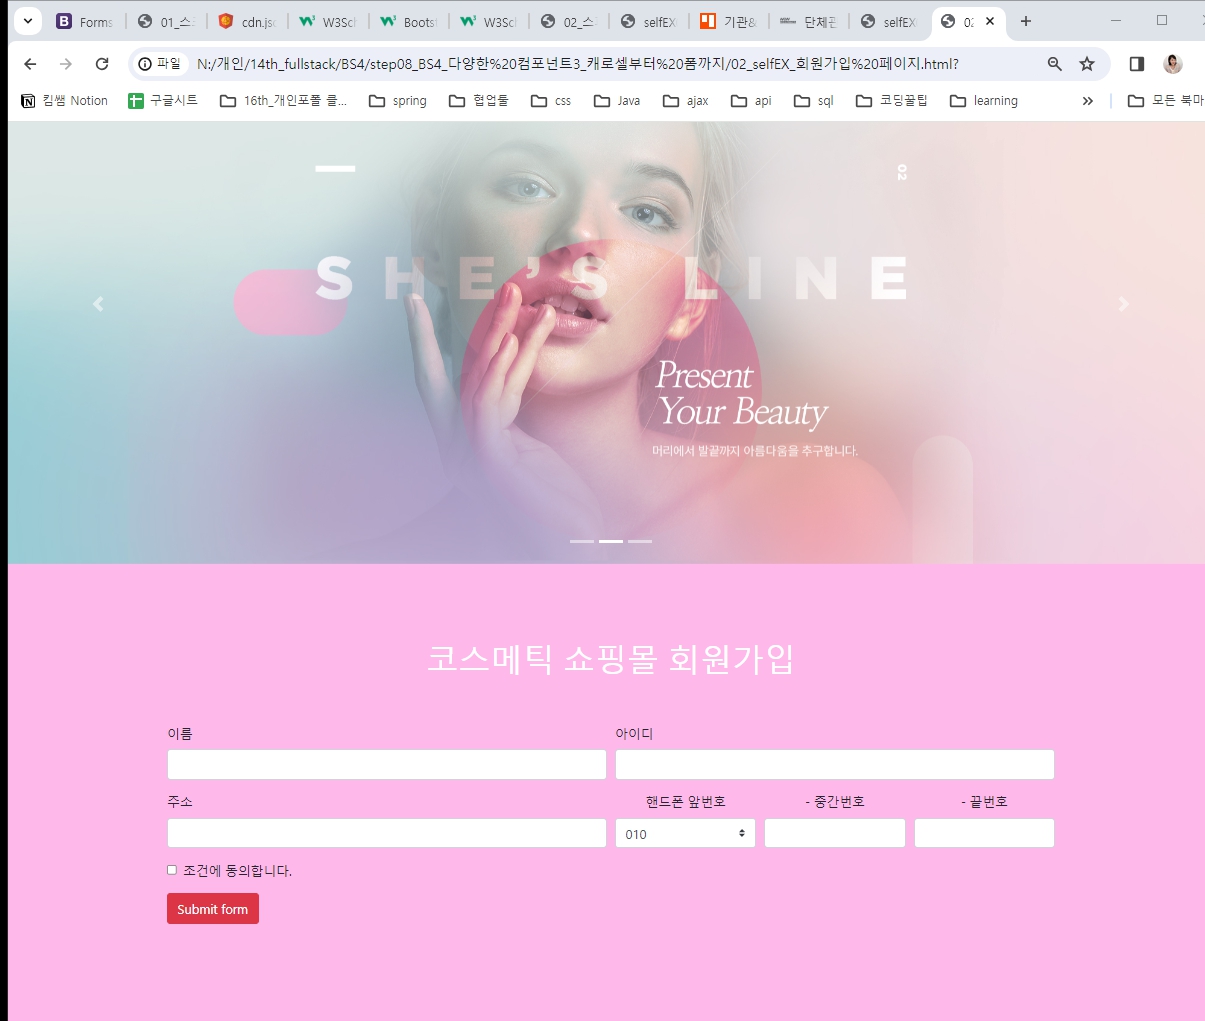 Forms
01_스
cdn.jsd
W3Sch
Boots
W3Sch
02_스
selfEX
기관&
단체관
selfEX
02
파일
N:/개인/14th_fullstack/BS4/step08_BS4_다양한%20컴포넌트3_캐로셀부터%20폼까지/02_selfEX_회원가입%20페이지.html?
킴쌤 Notion
구글시트
16th_개인포폴 클...
spring
협업툴
css
Java
ajax
api
sql
코딩꿀팁
learning
모든 북마
02
SHE'S LINE
Present
Your Beauty
머리에서 발끝까지 아름다움을 추구합니다.
코스메틱 쇼핑몰 회원가입
이름
아이디
주소
핸드폰 앞번호
- 중간번호
- 끝번호
010
조건에 동의합니다.
Submit form